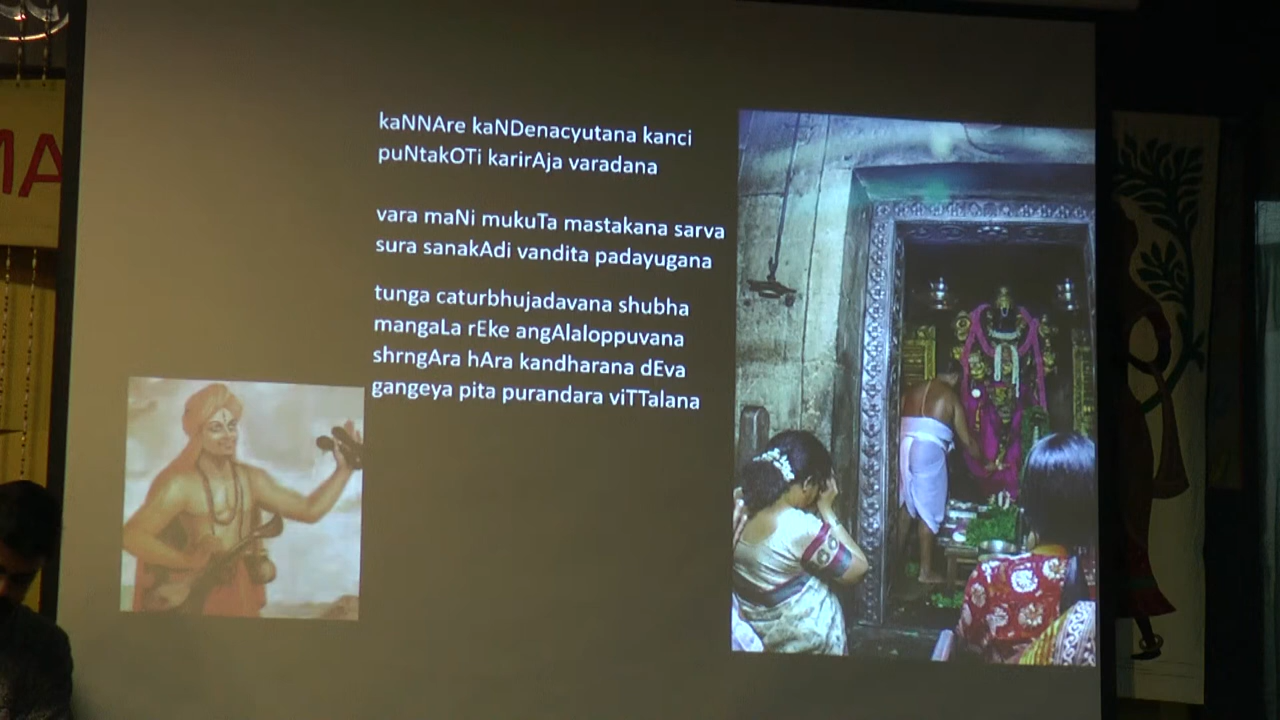 MA
kaNNAre kaNDenacyutana kanci
puNtakOTi karirAja varadana
vara maNi mukuTa mastakana sarva
sura sanakAdi vandita padayugana
tunga caturbhujadavana shubha
mangaLa rEke angAlaloppuvana
shrngAra hAra kandharana dEva
gangeya pita purandara viTTalana